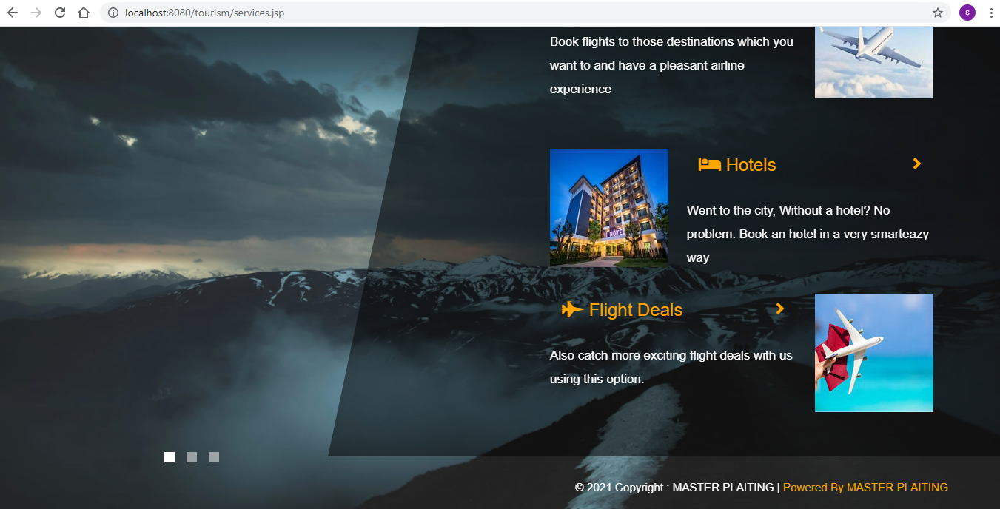 localhost:8080/tourism/services.jsp
s
Book flights to those destinations which you
want to and have a pleasant airline
experience
HOTEL
Hotels
Went to the city, Without a hotel? No
problem. Book an hotel in a very smarteazy
way
Flight Deals
Also catch more exciting flight deals with us
using this option.
© 2021 Copyright : MASTER PLAITING | Powered By MASTER PLAITING